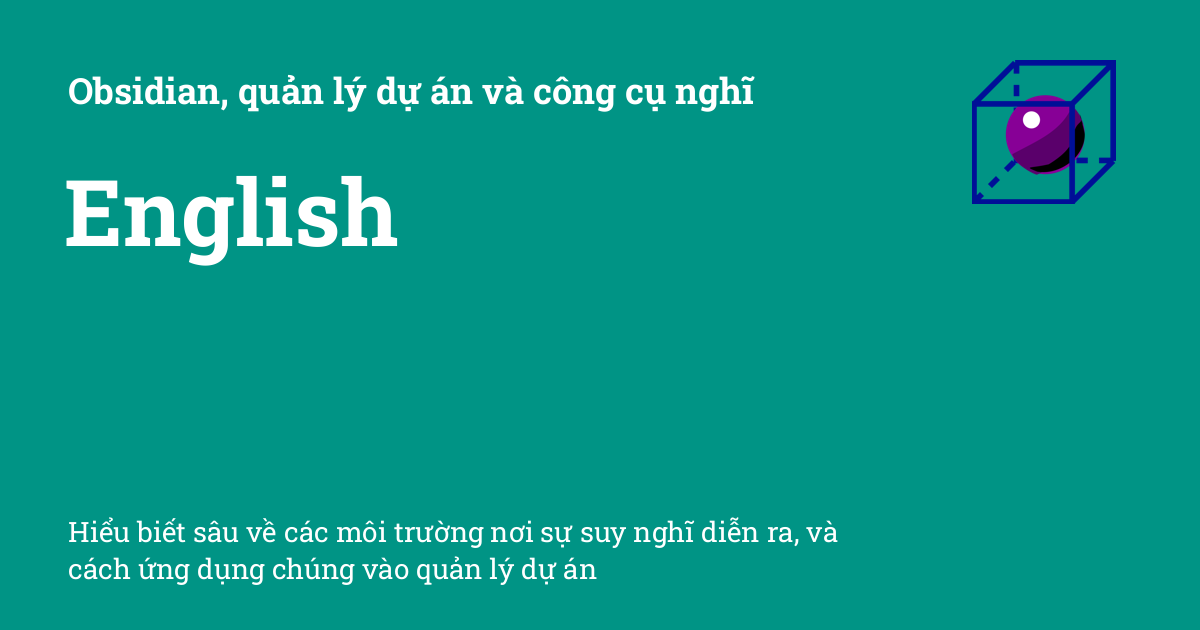 Obsidian, quản lý dự án và công cụ nghĩ
English
Hiểu biết sâu về các môi trường nơi sự suy nghĩ diễn ra, và
cách ứng dụng chúng vào quản lý dự án